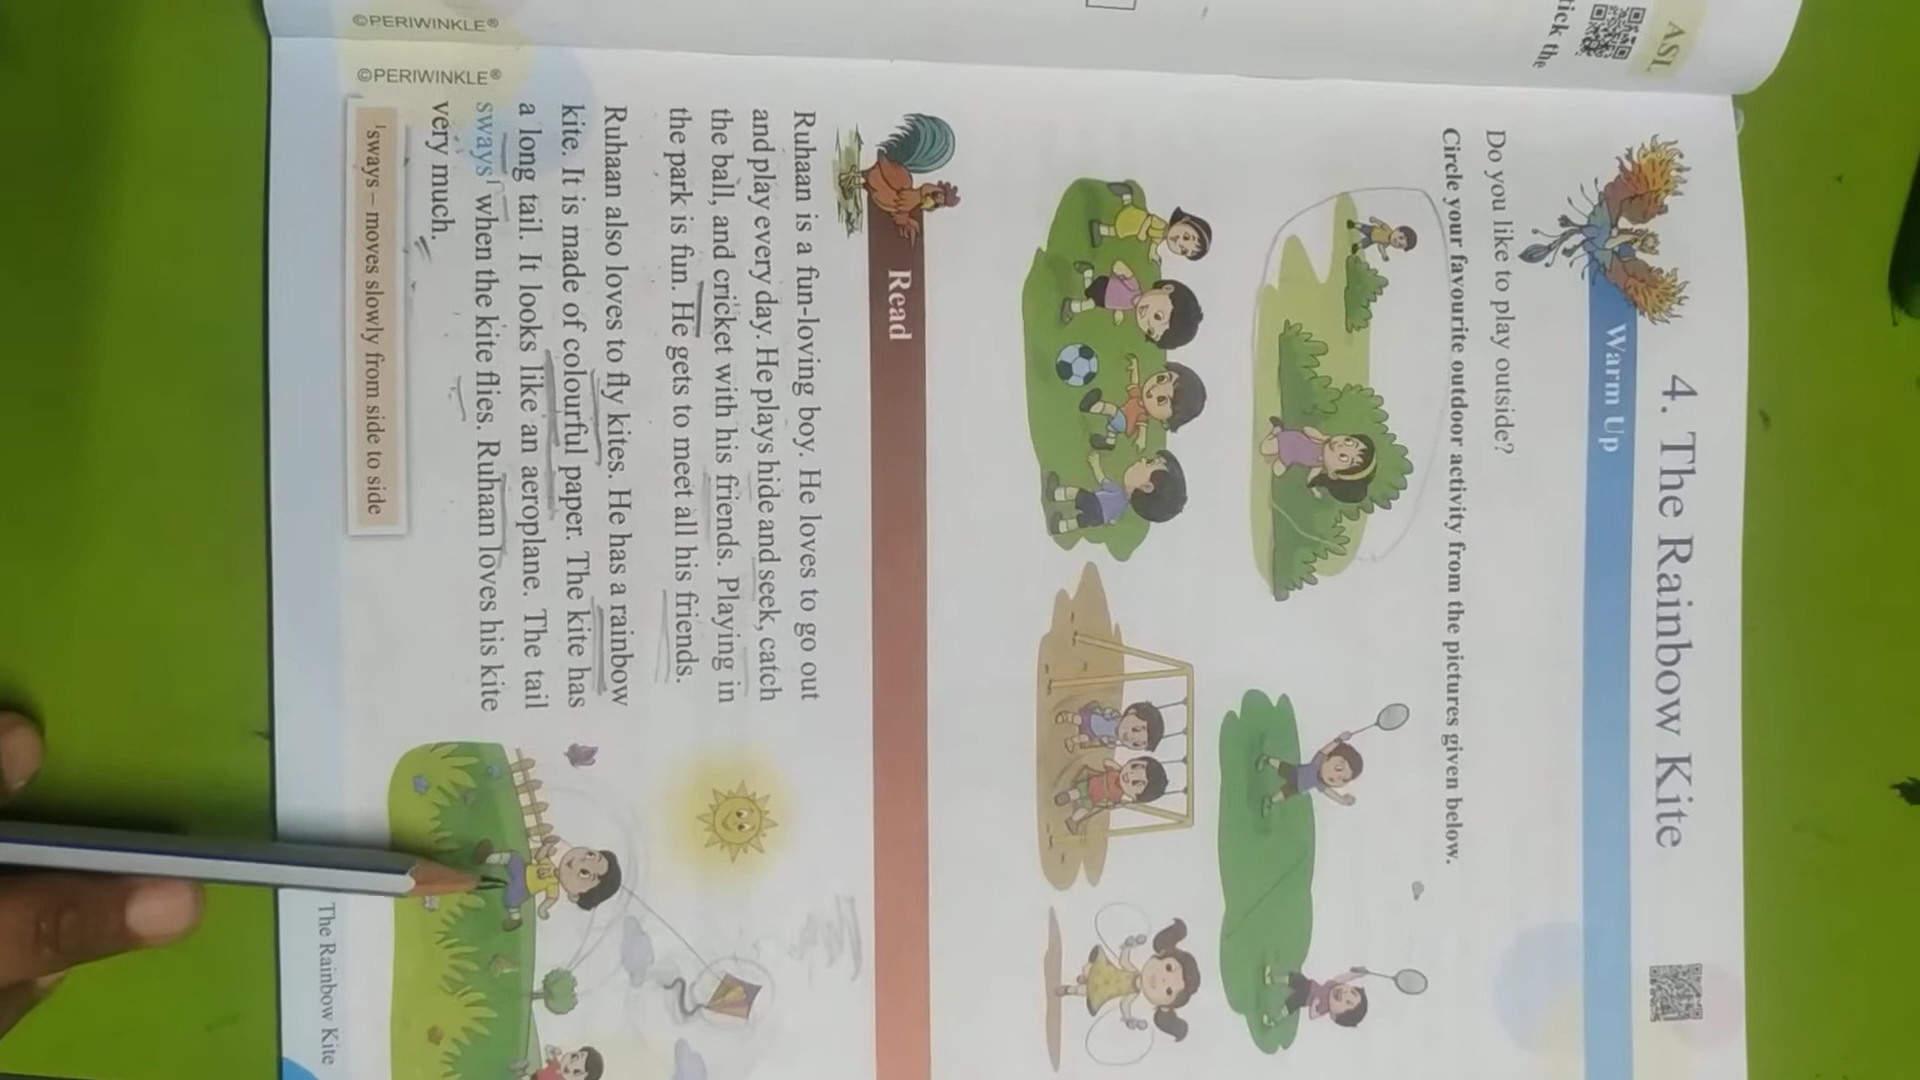 ASL
tick the
©PERIWINKLE®
4. The Rainbow Kite
Warm Up
Do you like to play outside?
Circle your favourite outdoor activity from the pictures given below.
Read
Ruhaan is a fun-loving boy. He loves to go out
and play every day. He plays hide and seek, catch
the ball, and cricket with his friends. Playing in
the park is fun. He gets to meet all his friends.
Ruhaan also loves to fly kites. He has a rainbow
kite. It is made of colourful paper. The kite has
a long tail. It looks like an aeroplane. The tail
sways¹ when the kite flies. Ruhaan loves his kite
very much.
¹sways – moves slowly from side to side
©PERIWINKLE®
The Rainbow Kite